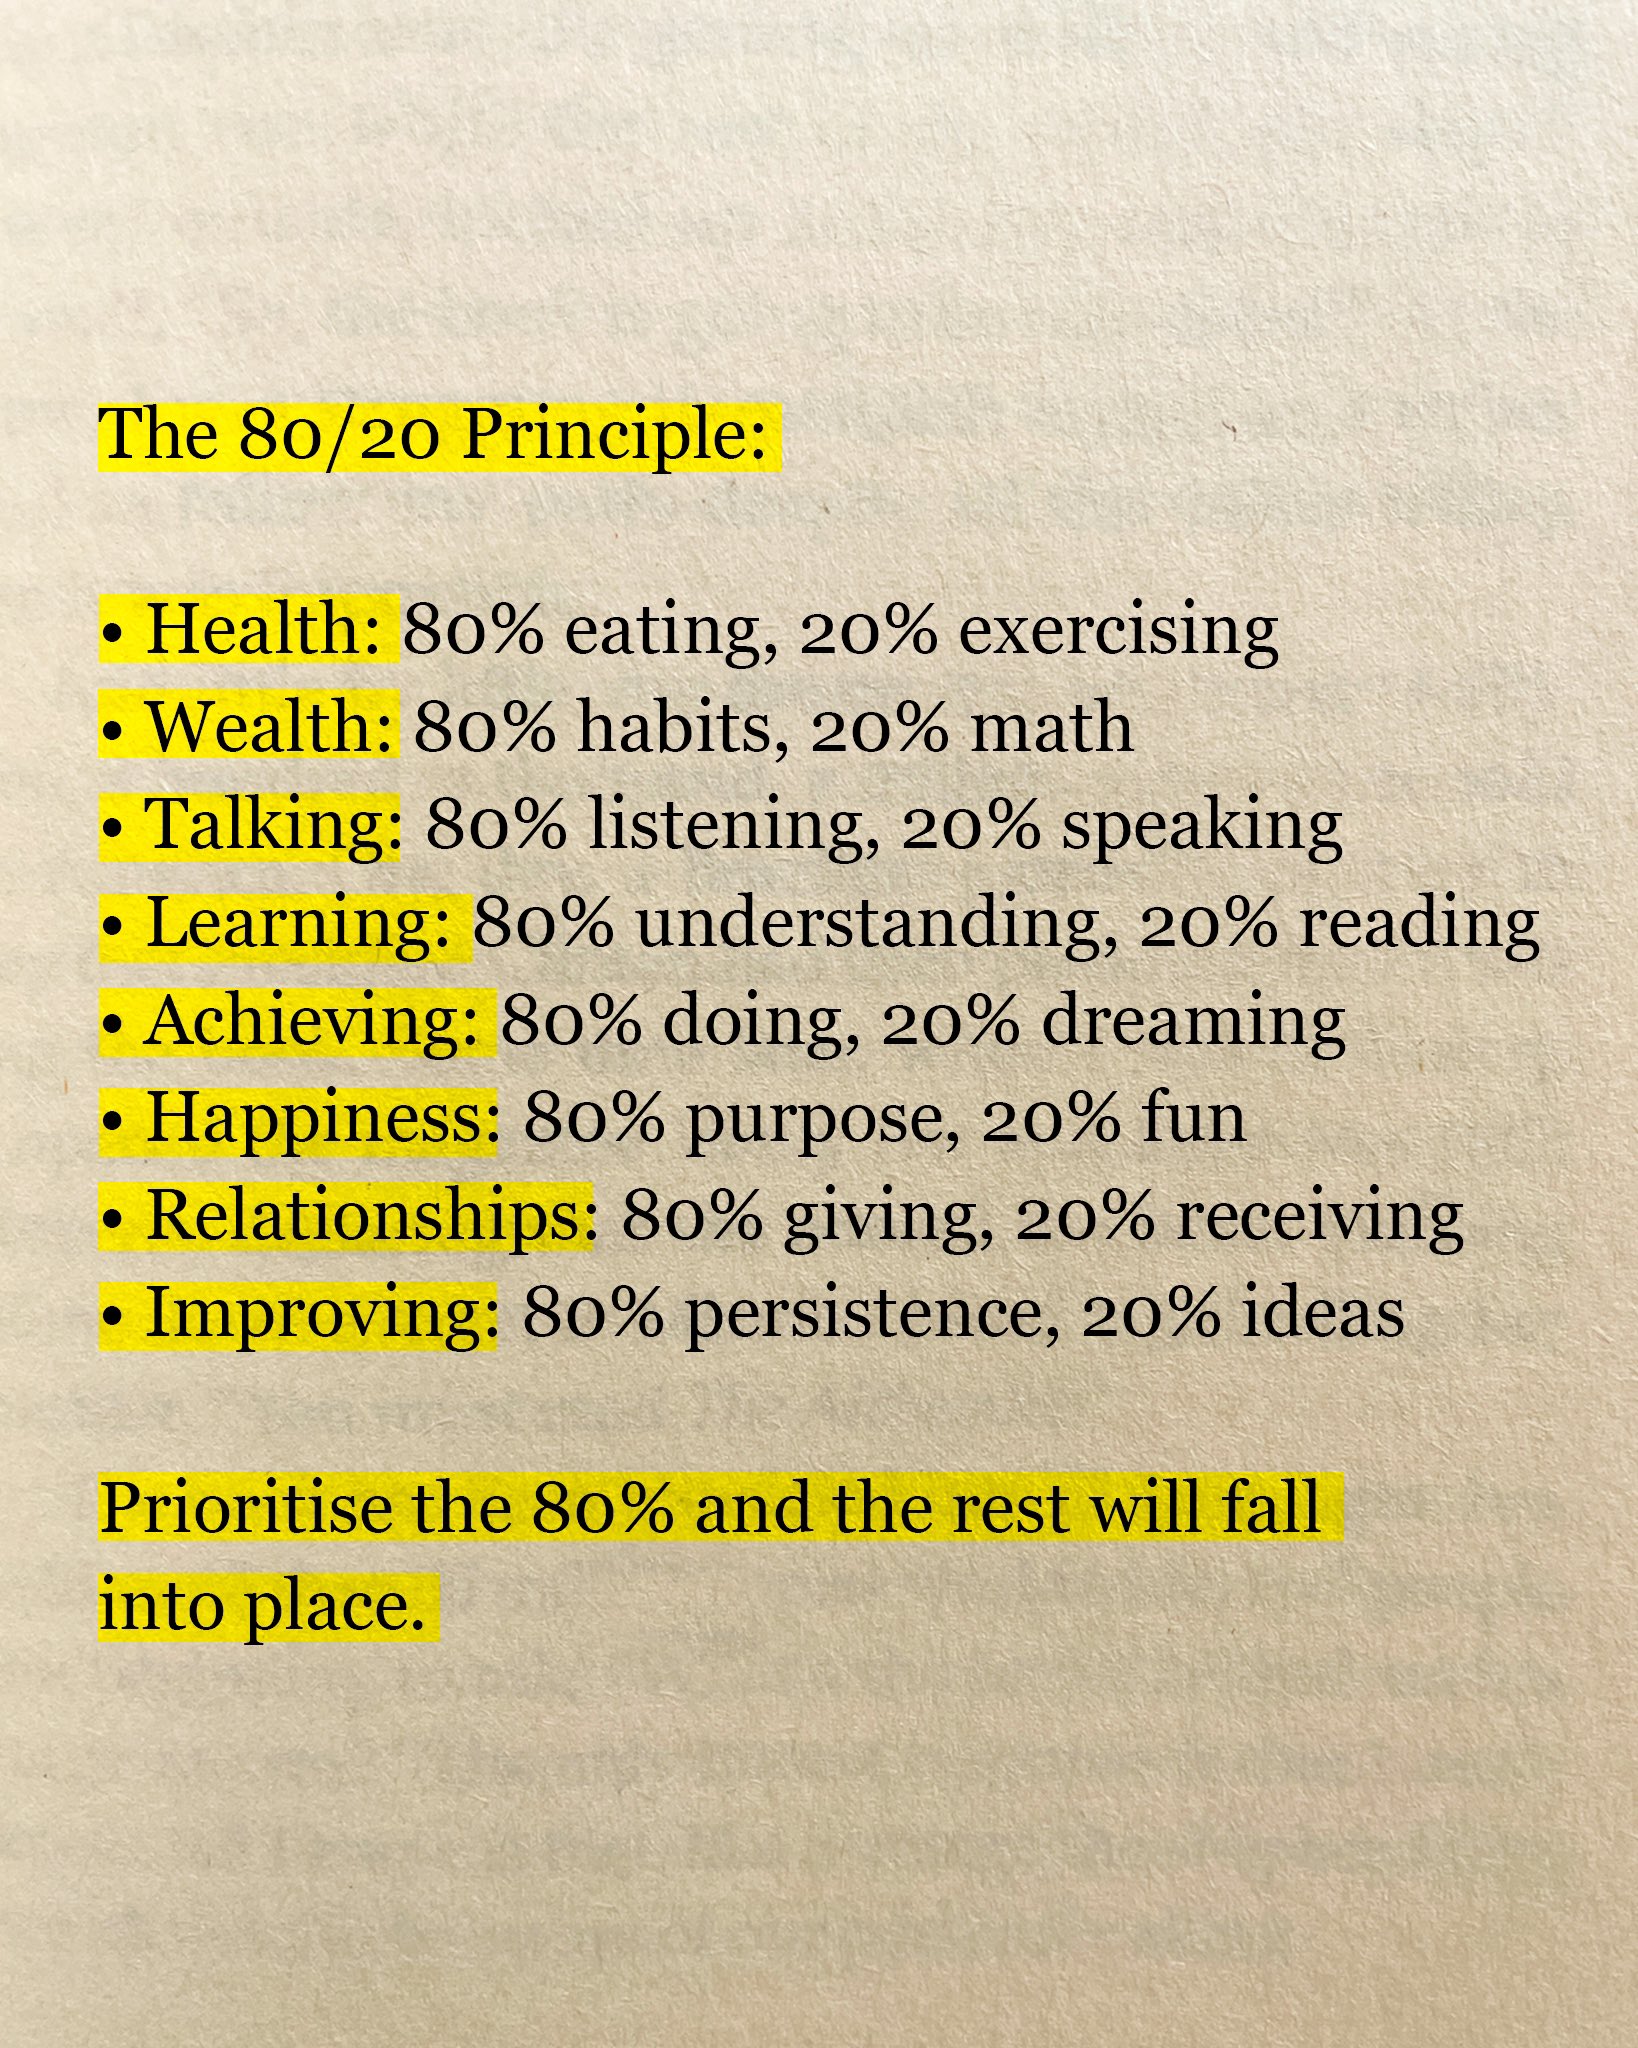 The 80/20 Principle:
• Health: 80% eating, 20% exercising
• Wealth: 80% habits, 20% math
• Talking: 80% listening, 20% speaking
• Learning: 80% understanding, 20% reading
• Achieving: 80% doing, 20% dreaming
• Happiness: 80% purpose, 20% fun
• Relationships: 80% giving, 20% receiving
• Improving: 80% persistence, 20% ideas
Prioritise the 80% and the rest will fall
into place.